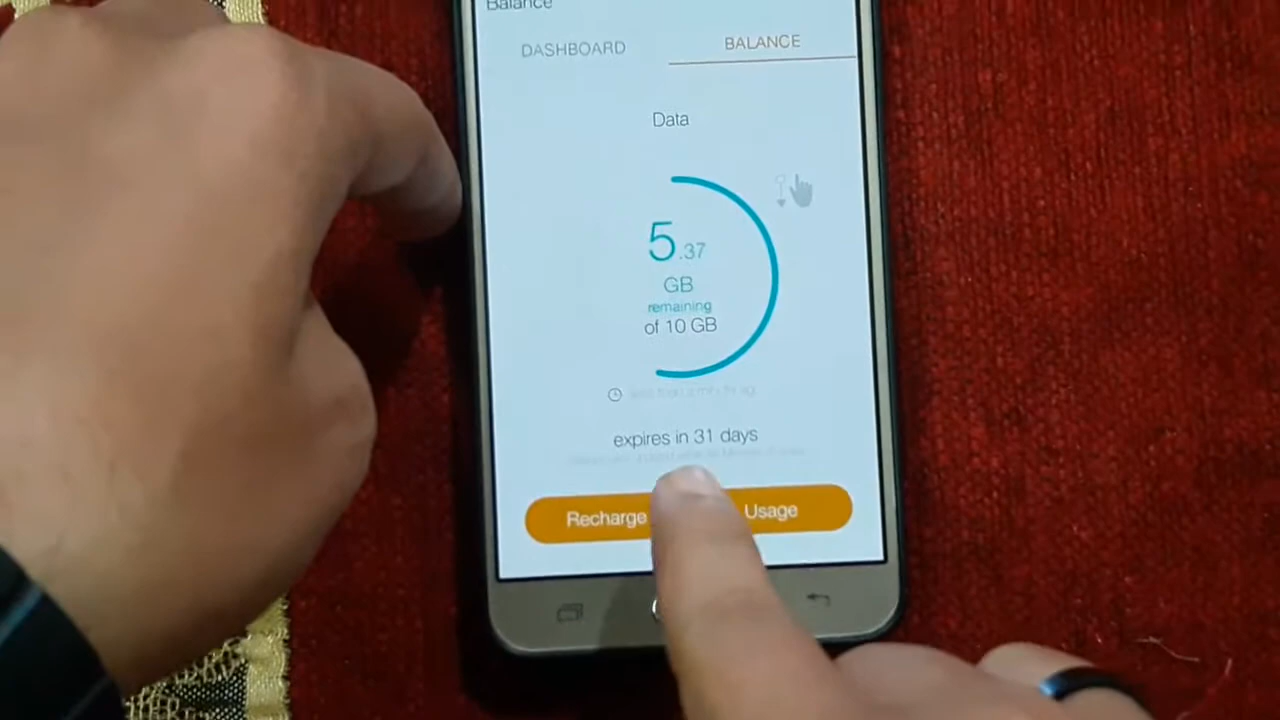 Balance
DASHBOARD
BALANCE
Data
5.37
GB
remaining
of 10 GB
expires in 31 days
Recharge
Usage